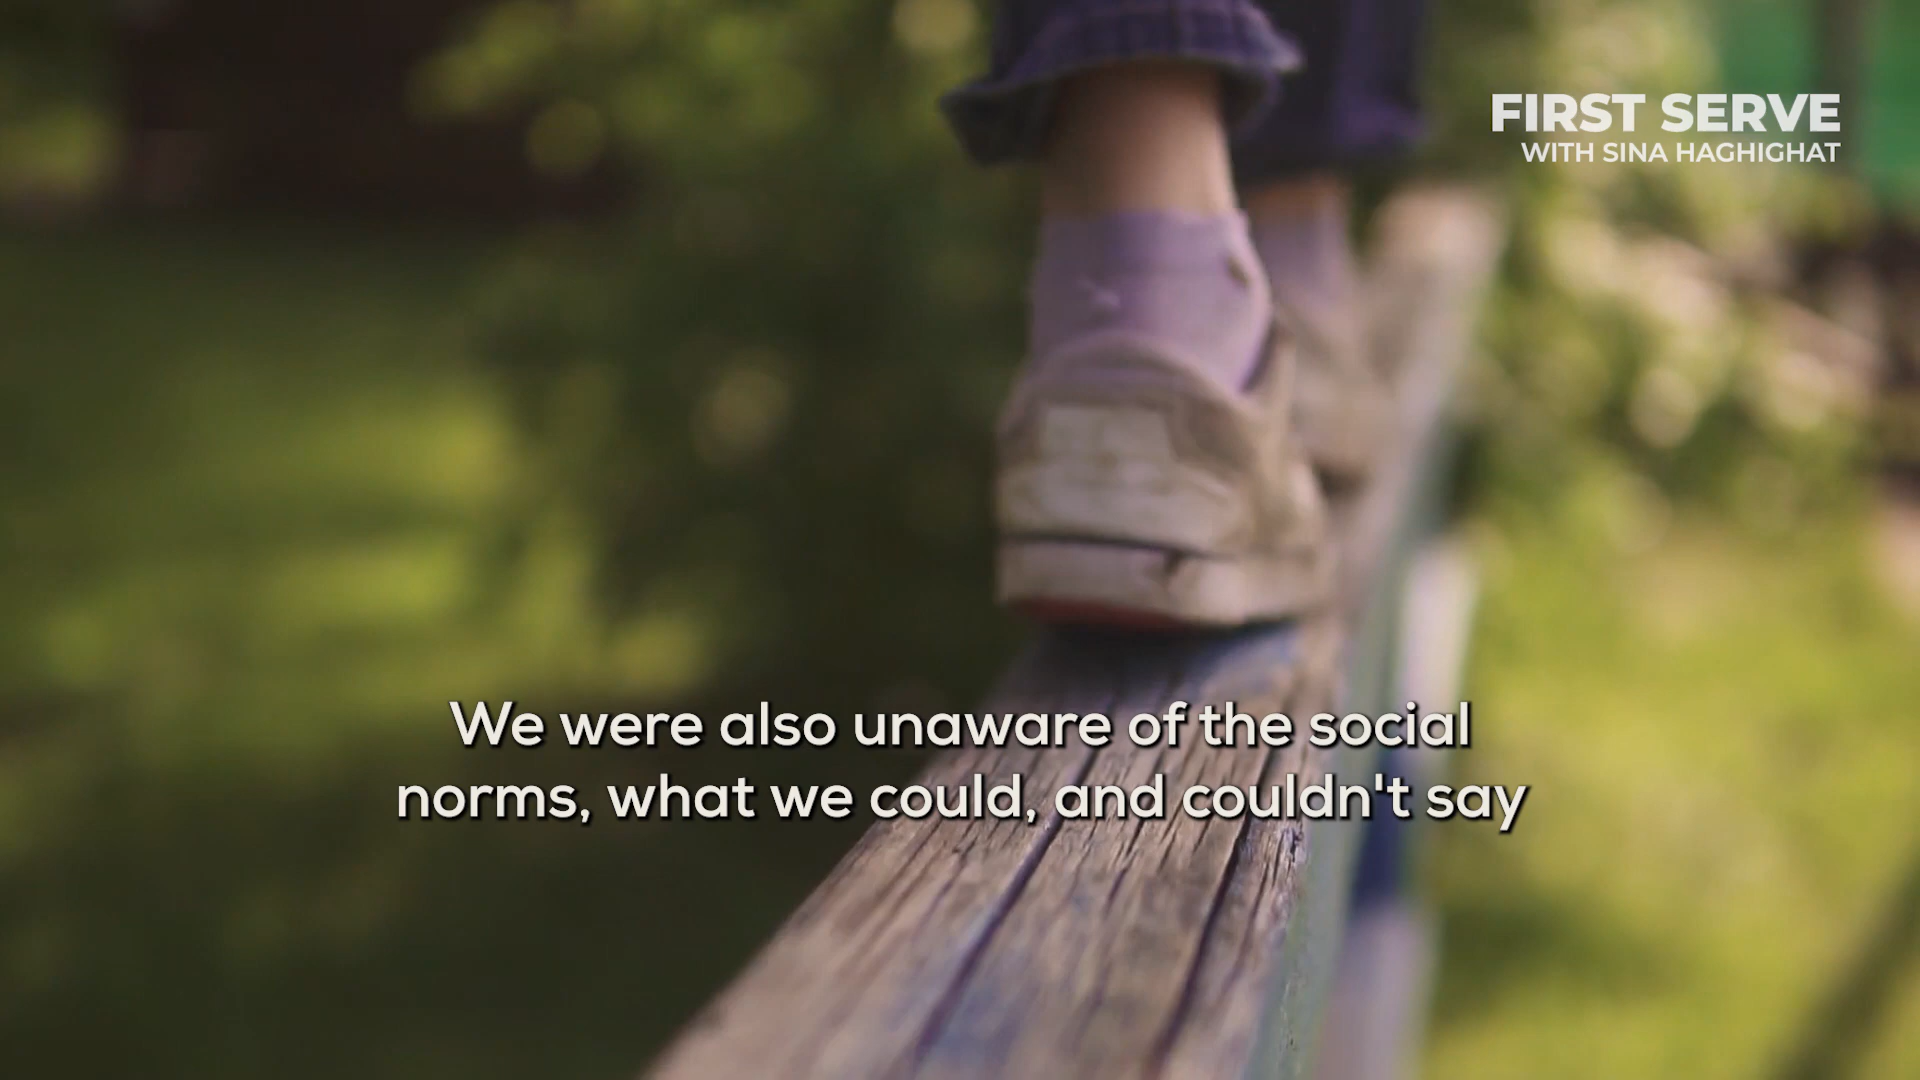 FIRST SERVE
WITH SINA HAGHIGHAT
We were also unaware of the social
norms, what we could, and couldn't say